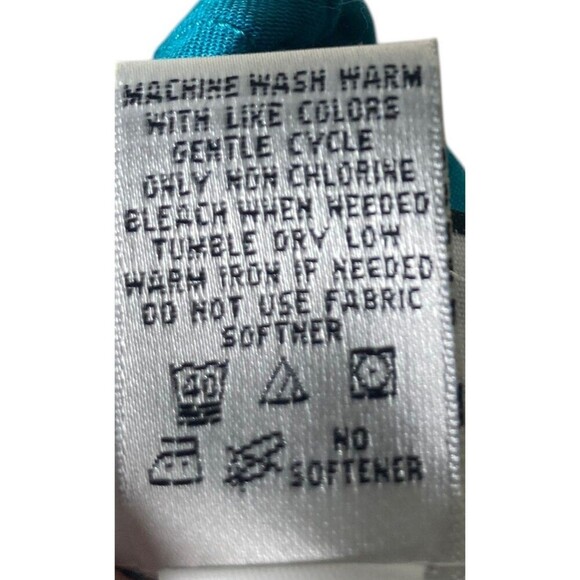 MACHINE WASH WARM
WITH LIKE COLORS
GENTLE CYCLE
ONLY NON CHLORINE
BLEACH WHEN NEEDED
TUMBLE DRY LOW
WARM IRON IF NEEDED
DO NOT USE FABRIC
SOFTNER
40
NO
SOFTENER